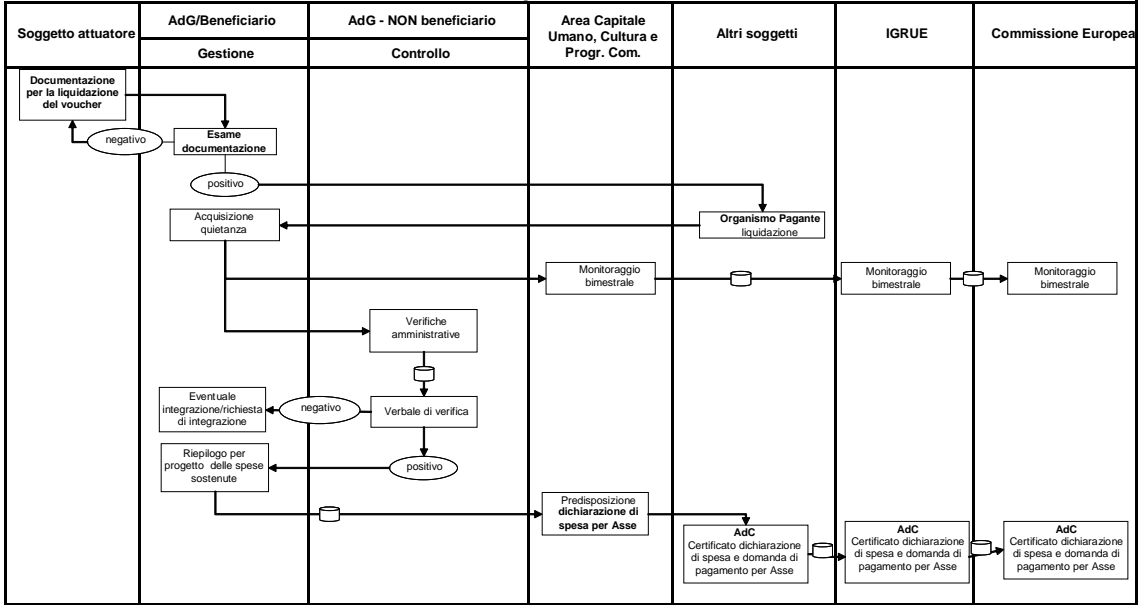 Soggetto attuatore
AdG/Beneficiario
Gestione
AdG - NON beneficiario
Controllo
Area Capitale
Umano, Cultura e
Progr. Com.
Altri soggetti
IGRUE
Commissione Europea
Documentazione
per la liquidazione
del voucher
negativo
Esame
documentazione
positivo
Acquisizione
quietanza
Organismo Pagante
liquidazione
Monitoraggio
bimestrale
Monitoraggio
bimestrale
Monitoraggio
bimestrale
Verifiche
amministrative
Eventuale
integrazione/richiesta
di integrazione
negativo
Verbale di verifica
Riepilogo per
progetto delle spese
sostenute
positivo
Predisposizione
dichiarazione di
spesa per Asse
AdC
Certificato dichiarazione
di spesa e domanda di
pagamento per Asse
AdC
Certificato dichiarazione
di spesa e domanda di
pagamento per Asse
AdC
Certificato dichiarazione
di spesa e domanda di
pagamento per Asse